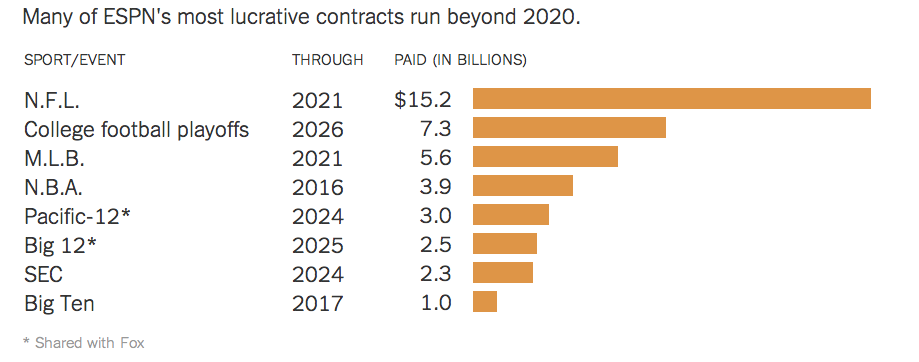 Many of ESPN's most lucrative contracts run beyond 2020.
SPORT/EVENT THROUGH PAID (IN BILLIONS)
N.F.L. 2021 $15.2
College football playoffs 2026 7.3
M.L.B. 2021 5.6
N.B.A. 2016 3.9
Pacific-12* 2024 3.0
Big 12* 2025 2.5
SEC 2024 2.3
Big Ten 2017 1.0
* Shared with Fox